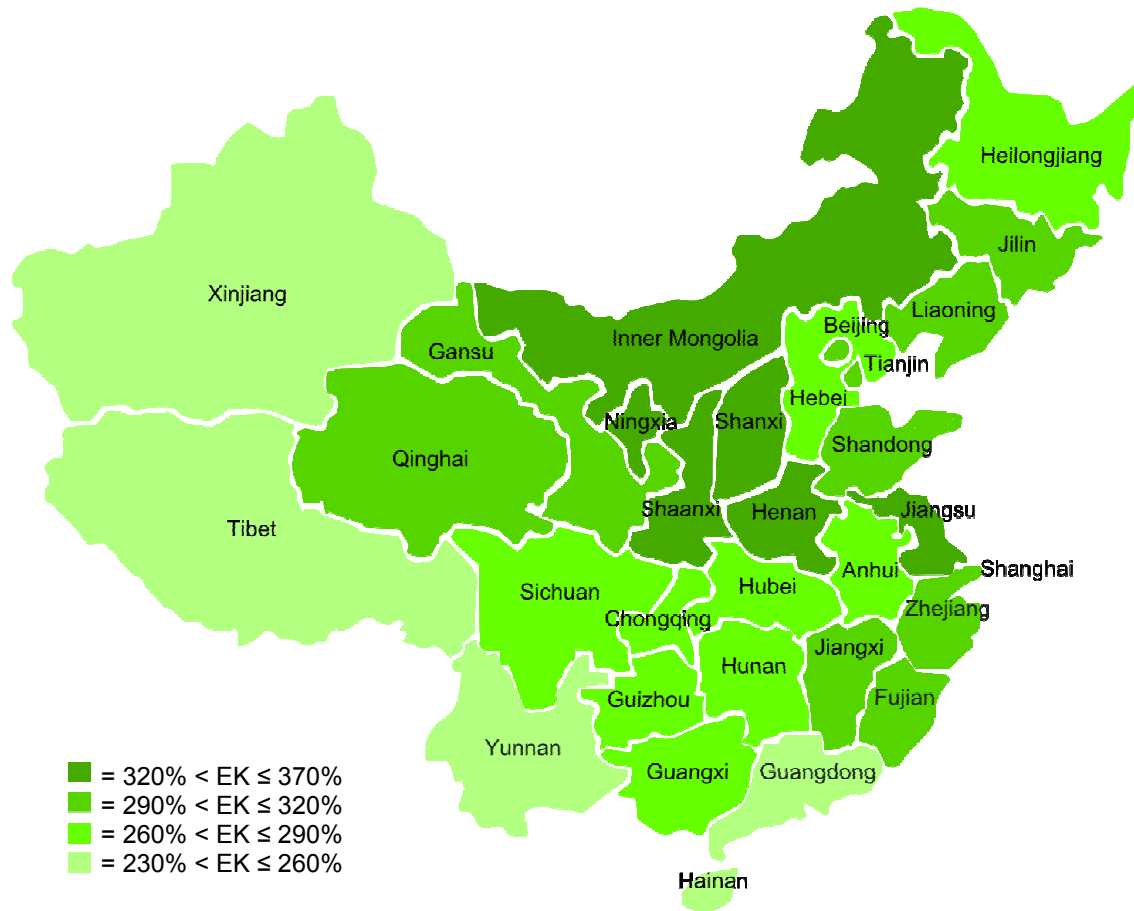 Heilongjiang
Jilin
Xinjiang
Liaoning
Beijing
Inner Mongolia
Gansu
Tianjin
Hebei
Ningxia
Shanxi
Shandong
Qinghai
Shaanxi
Henan
Jiangsu
Tibet
Shanghai
Anhui
Hubei
Sichuan
Zhejiang
Chongqing
Jiangxi
Hunan
Fujian
Guizhou
Yunnan
Guangxi
Guangdong
= 320% < EK ≤ 370%
= 290% < EK ≤ 320%
= 260% < EK ≤ 290%
= 230% < EK ≤ 260%
Hainan